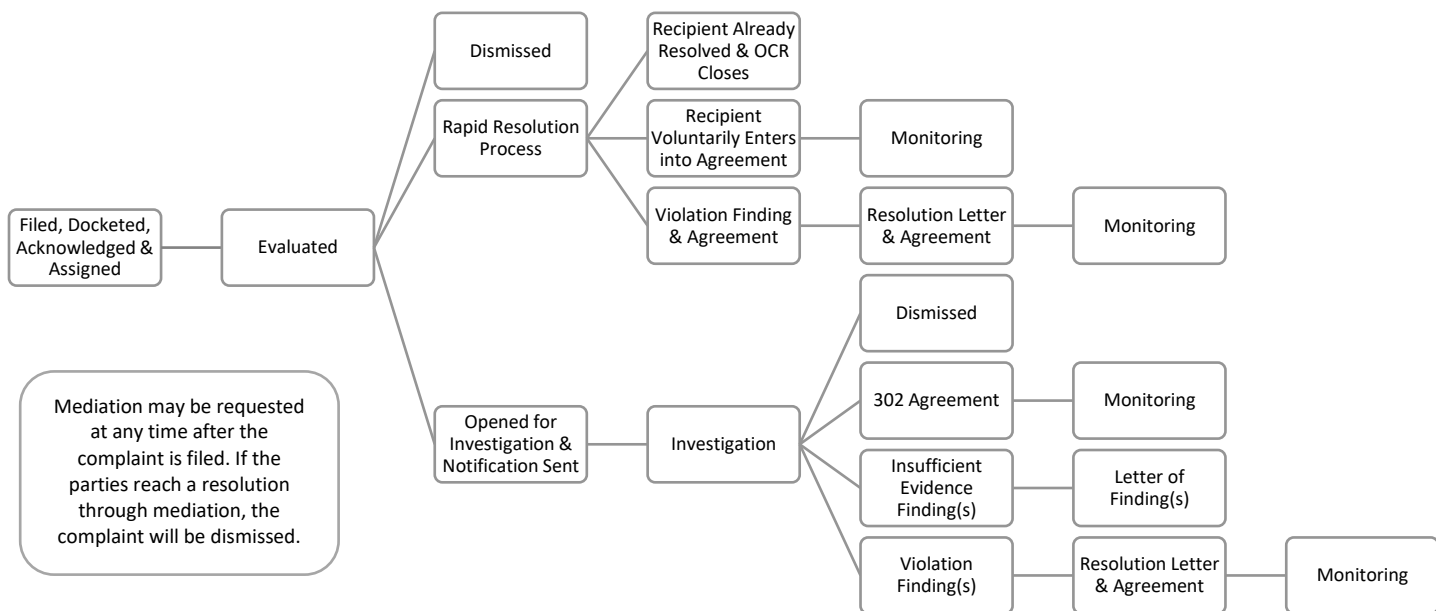 Filed, Docketed,
Acknowledged &
Assigned
Evaluated
Dismissed
Rapid Resolution
Process
Recipient Already
Resolved & OCR
Closes
Recipient
Voluntarily Enters
into Agreement
Monitoring
Violation Finding
& Agreement
Resolution Letter
& Agreement
Monitoring
Opened for
Investigation &
Notification Sent
Investigation
Dismissed
302 Agreement
Monitoring
Insufficient
Evidence
Finding(s)
Letter of
Finding(s)
Violation
Finding(s)
Resolution Letter
& Agreement
Monitoring
Mediation may be requested
at any time after the
complaint is filed. If the
parties reach a resolution
through mediation, the
complaint will be dismissed.